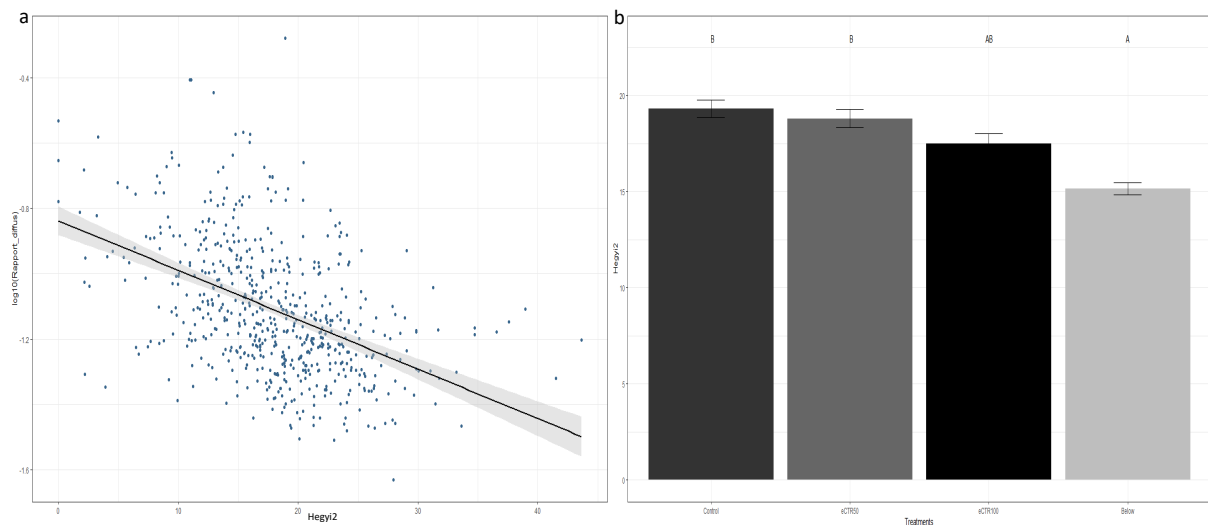 a
log10(Rapport_diffus)
-0.4
-0.8
-1.2
-1.6
0 10 20 30 40
Hegyi2
b
B B AB A
Hegyi2
20
15
10
5
0
Control eCTR50 eCTR100 Below
Treatments